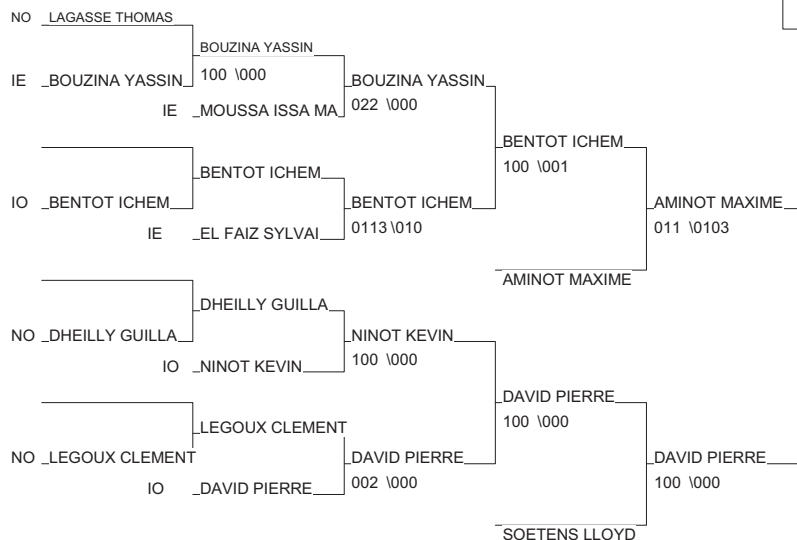 NO LAGASSE THOMAS
BOUZINA YASSIN
IE BOUZINA YASSIN 100 \000 BOUZINA YASSIN
IE MOUSSA ISSA MA 022 \000
BENTOT ICHEM
100 \001
BENTOT ICHEM
IO BENTOT ICHEM BENTOT ICHEM AMINOT MAXIME
0113\010 011 \0103
IE EL FAIZ SYLVAI
AMINOT MAXIME
DHEILLY GUILLA
NO DHEILLY GUILLA NINOT KEVIN
100 \000
IO NINOT KEVIN
DAVID PIERRE
100 \000
LEGOUX CLEMENT
NO LEGOUX CLEMENT DAVID PIERRE DAVID PIERRE
002 \000 100 \000
IO DAVID PIERRE
SOETENS LLOYD